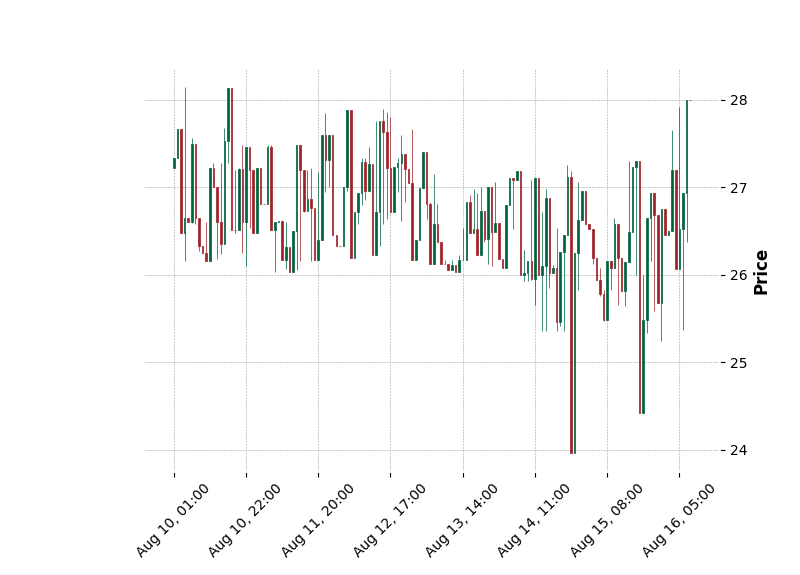 28
27
26
25
24
Price
Aug 10, 01:00
Aug 10, 22:00
Aug 11, 20:00
Aug 12, 17:00
Aug 13, 14:00
Aug 14, 11:00
Aug 15, 08:00
Aug 16, 05:00